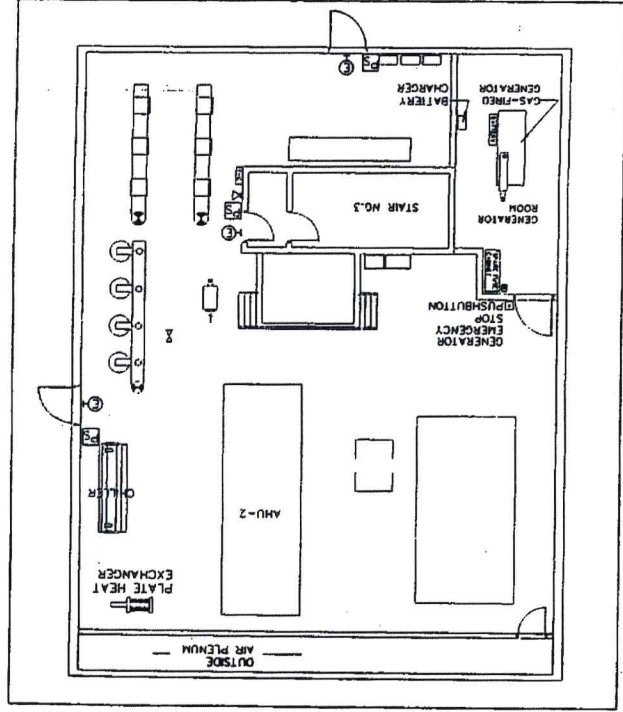 OUTSIDE
AIR PLENUM
PLATE HEAT
EXCHANGER
AHU-2
LLER
E
GENERATOR
EMERGENCY
STOP
PUSHBUTTON
STAIR NO.3
E
GENERATOR
ROOM
BATTERY
CHARGER
GAS-FIRED
GENERATOR
E